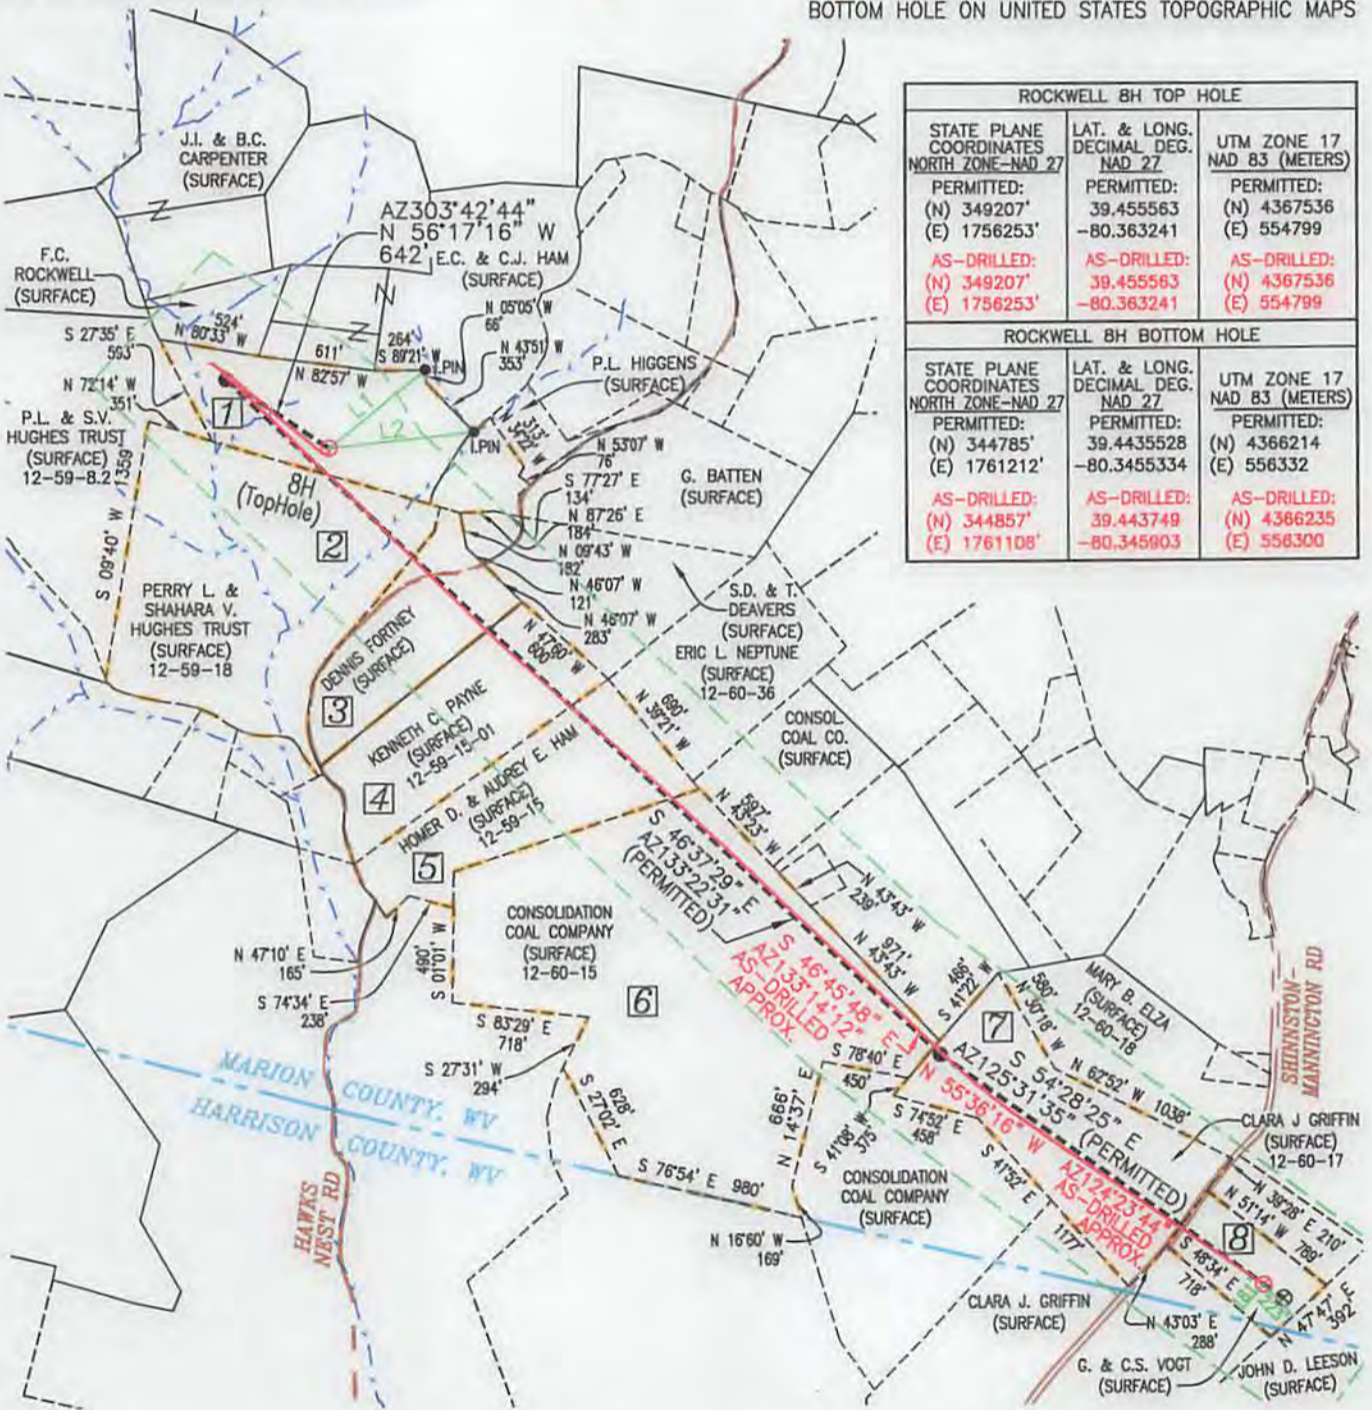 BOTTOM HOLE ON UNITED STATES TOPOGRAPHIC MAPS
ROCKWELL 8H TOP HOLE
STATE PLANE COORDINATES NORTH ZONE-NAD 27
LAT. & LONG. DECIMAL DEG. NAD 27
UTM ZONE 17 NAD 83 (METERS)
PERMITTED: PERMITTED: PERMITTED:
(N) 349207' 39.455563 (N) 4367536
(E) 1756253' -80.363241 (E) 554799
AS-DRILLED: AS-DRILLED: AS-DRILLED:
(N) 349207' 39.455563 (N) 4367536
(E) 1756253' -80.363241 (E) 554799
ROCKWELL 8H BOTTOM HOLE
STATE PLANE COORDINATES NORTH ZONE-NAD 27
LAT. & LONG. DECIMAL DEG. NAD 27
UTM ZONE 17 NAD 83 (METERS)
PERMITTED: PERMITTED: PERMITTED:
(N) 344785' 39.4435528 (N) 4366214
(E) 1761212' -80.3455334 (E) 556332
AS-DRILLED: AS-DRILLED: AS-DRILLED:
(N) 344857' 39.443749 (N) 4366235
(E) 1761108' -80.345903 (E) 556300
J.I. & B.C.
CARPENTER
(SURFACE)
AZ303°42'44"
N 56°17'16" W
642'
E.C. & C.J. HAM
(SURFACE)
F.C.
ROCKWELL
(SURFACE)
S 27°35' E
593'
524'
N 80°33' W
611'
N 82°57' W
264'
S 89°21' W
N 05°05' W
66'
N 43°51' W
353'
I.PIN
I.PIN
L1
L2
P.L. HIGGENS
(SURFACE)
N 72°14' W
351'
P.L. & S.V.
HUGHES TRUST
(SURFACE)
12-59-8.2
1359'
S 09°40' W
1
8H
(TopHole)
2
313'
N 34°22' W
N 53°07' W
76'
S 77°27' E
134'
N 87°26' E
184'
N 09°43' W
182'
N 46°07' W
121'
N 46°07' W
283'
G. BATTEN
(SURFACE)
S.D. & T.
DEAVERS
(SURFACE)
ERIC L. NEPTUNE
(SURFACE)
12-60-36
PERRY L. &
SHAHARA V.
HUGHES TRUST
(SURFACE)
12-59-18
DENNIS FORTNEY
(SURFACE)
3
KENNETH C. PAYNE
(SURFACE)
12-59-15-01
4
HOMER D. & AUDREY E. HAM
(SURFACE)
12-59-15
5
N 47°60' W
600'
690'
N 39°21' W
CONSOL.
COAL CO.
(SURFACE)
597'
N 43°23' W
S 46°37'29" E
AZ133°22'31"
(PERMITTED)
N 43°43' W
239'
971'
N 43°43' W
S 46°45'48" E
AZ133°14'12"
AS-DRILLED
APPROX.
CONSOLIDATION
COAL COMPANY
(SURFACE)
12-60-15
6
N 47°10' E
165'
S 74°34' E
238'
490'
S 01°01' W
S 83°29' E
718'
S 27°31' W
294'
628'
S 27°02' E
S 76°54' E 980'
N 16°60' W
169'
666'
N 14°37' E
S 78°40' E
450'
S 41°08' W
375'
S 74°52' E
458'
466'
S 41°22' W
7
580'
N 30°18' W
MARY B. ELZA
(SURFACE)
12-60-18
N 62°52' W 1038'
S 54°28'25" E
AZ125°31'35" (PERMITTED)
N 55°36'16" W
AZ124°23'44"
AS-DRILLED
APPROX.
S 41°52' E
1177'
CONSOLIDATION
COAL COMPANY
(SURFACE)
CLARA J GRIFFIN
(SURFACE)
12-60-17
N 39°28' E 210'
N 51°14' W
789'
8
S 48°34' E
718'
N 47°47' E
392'
N 43°03' E
288'
CLARA J. GRIFFIN
(SURFACE)
G. & C.S. VOGT
(SURFACE)
JOHN D. LEESON
(SURFACE)
MARION COUNTY, WV
HARRISON COUNTY, WV
HAWKS
NEST RD
SHINNSTON-
MANNINGTON RD